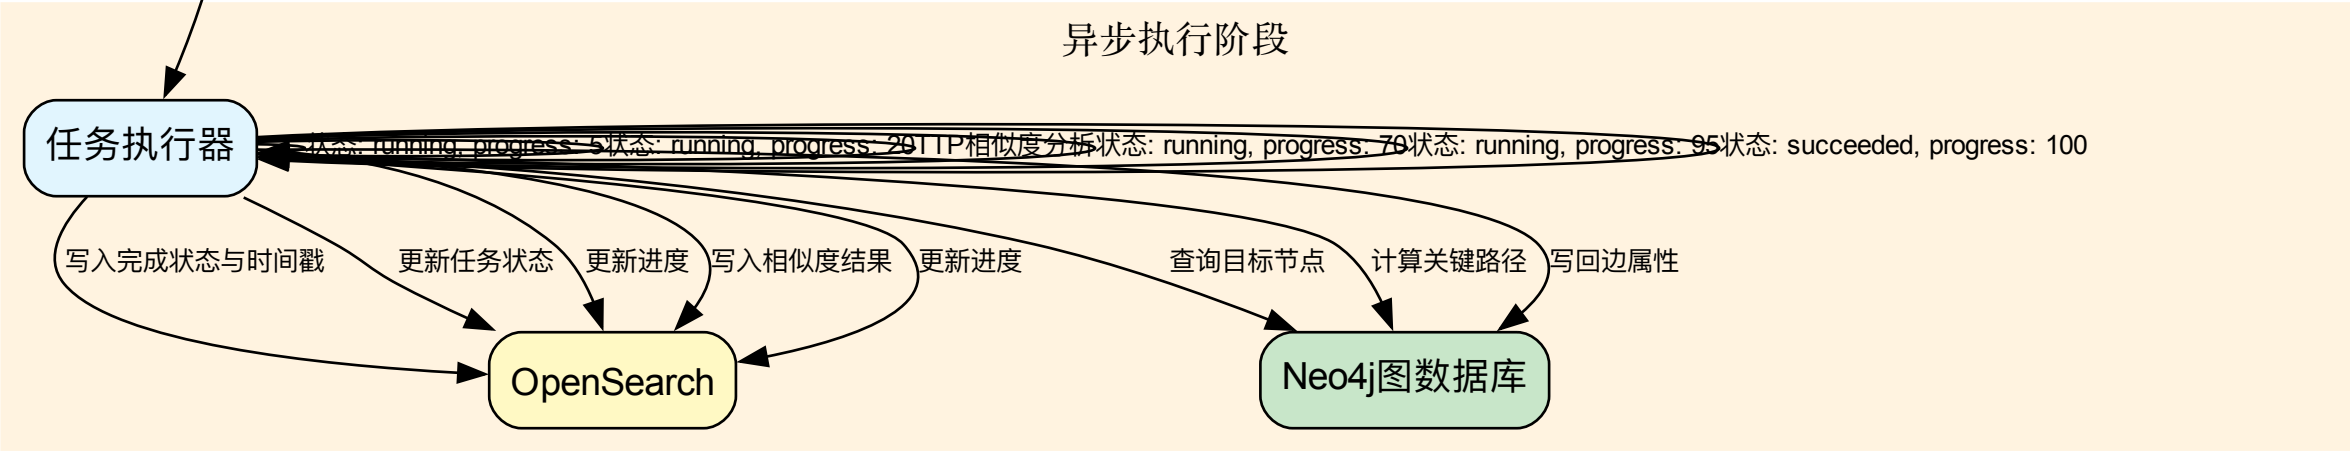 异步执行阶段
任务执行器
状态: running, progress: 5
状态: running, progress: 20
TTP相似度分析
状态: running, progress: 70
状态: running, progress: 95
状态: succeeded, progress: 100
写入完成状态与时间戳
更新任务状态
更新进度
写入相似度结果
更新进度
查询目标节点
计算关键路径
写回边属性
OpenSearch
Neo4j图数据库